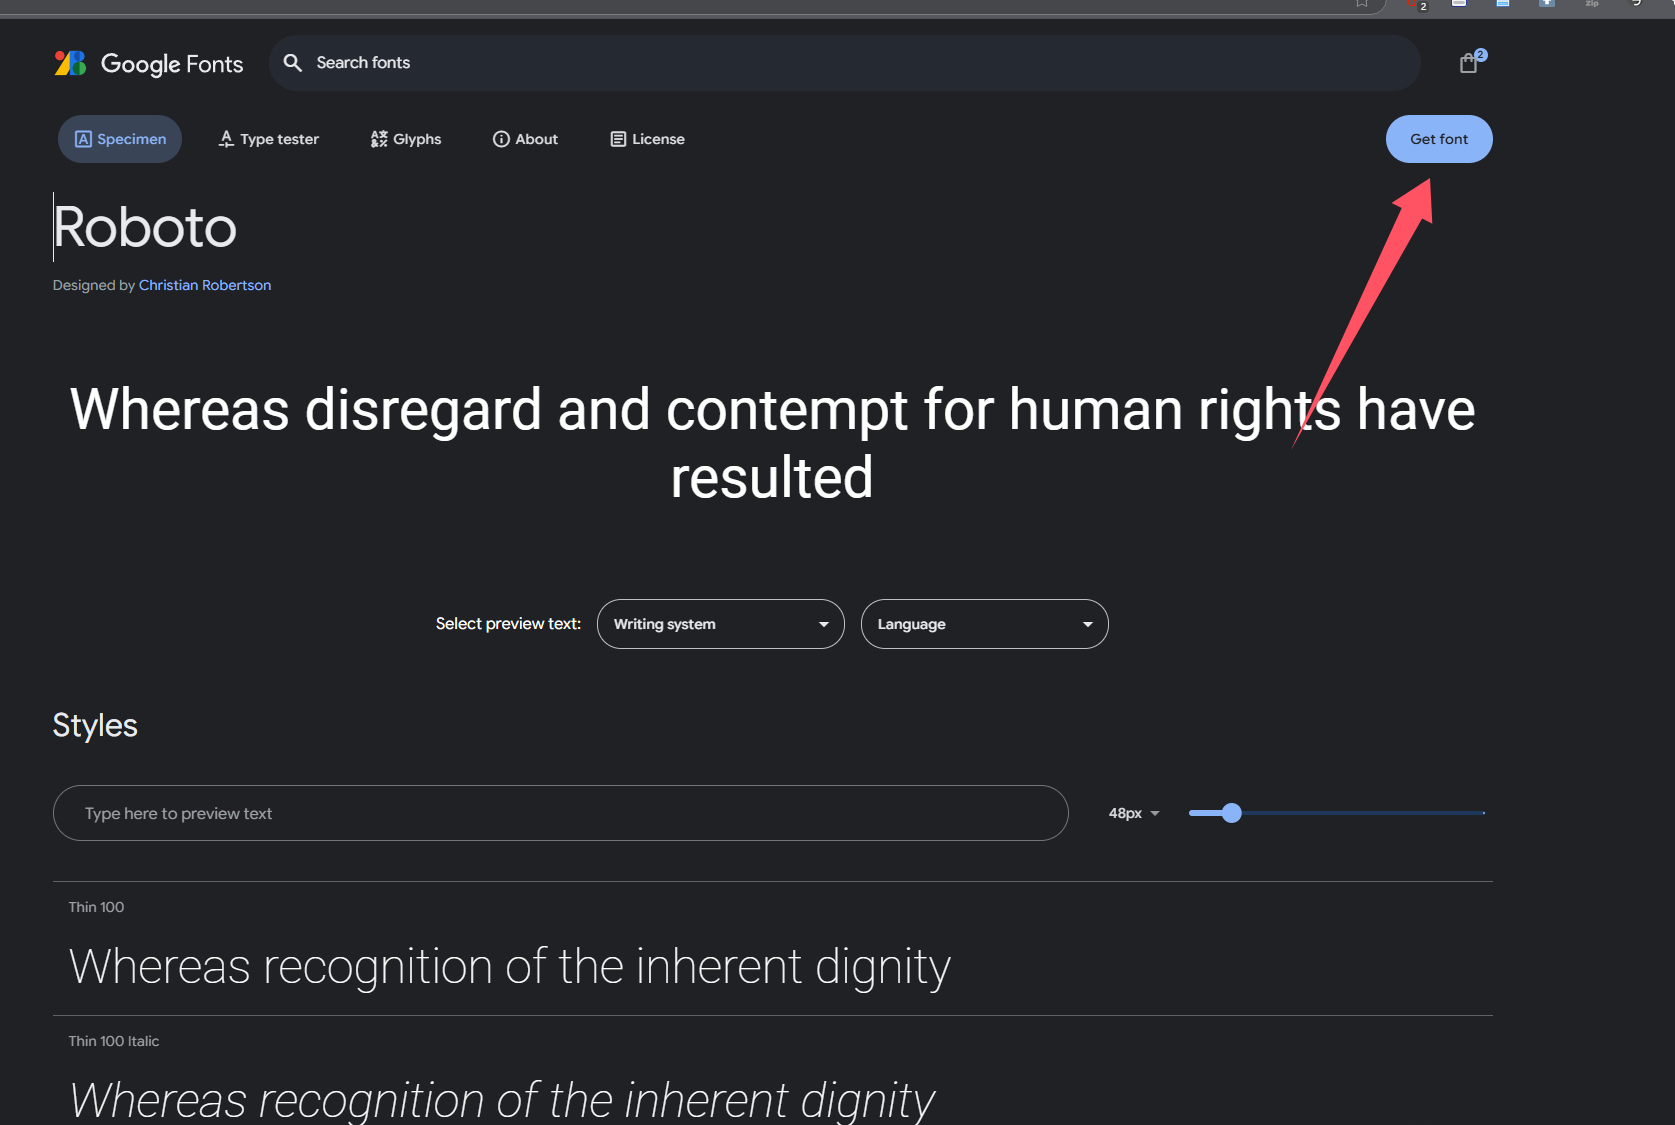 2
zip
Google Fonts
Search fonts
2
Specimen
Type tester
Glyphs
About
License
Get font
Roboto
Designed by Christian Robertson
Whereas disregard and contempt for human rights have
resulted
Select preview text:
Writing system
Language
Styles
Type here to preview text
48px
Thin 100
Whereas recognition of the inherent dignity
Thin 100 Italic
Whereas recognition of the inherent dignity